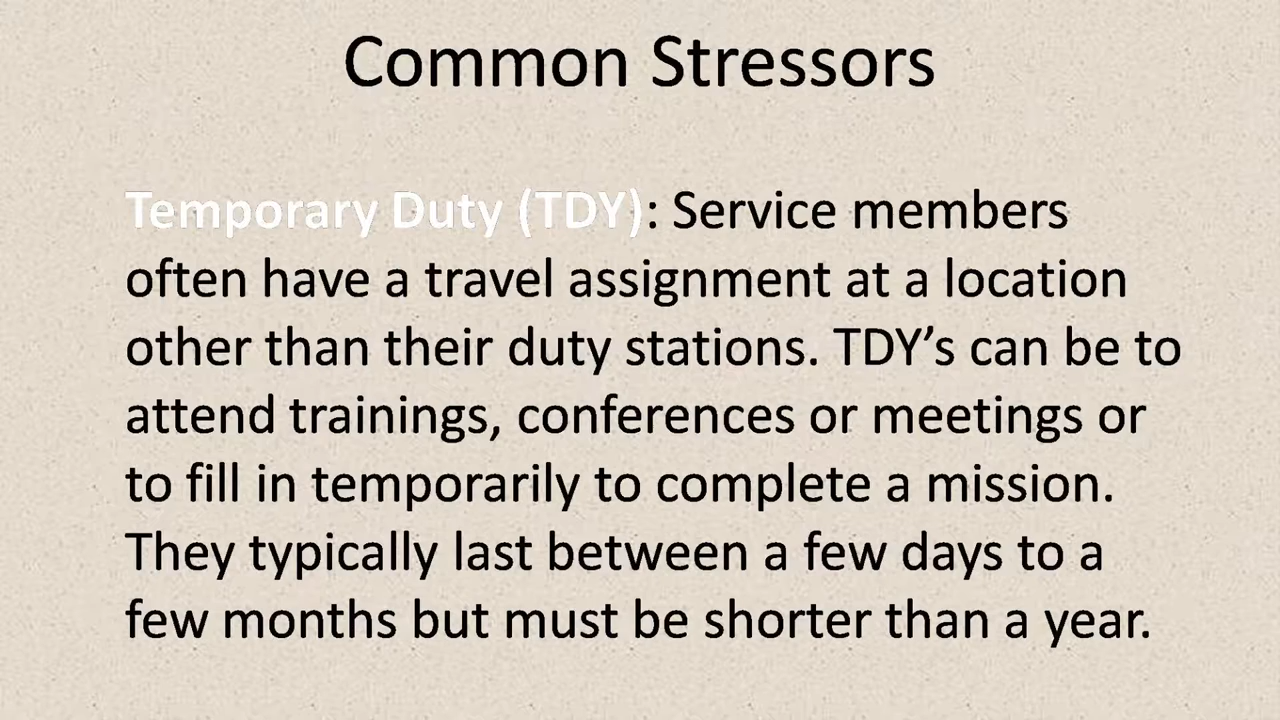 Common Stressors
Temporary Duty (TDY): Service members
often have a travel assignment at a location
other than their duty stations. TDY’s can be to
attend trainings, conferences or meetings or
to fill in temporarily to complete a mission.
They typically last between a few days to a
few months but must be shorter than a year.